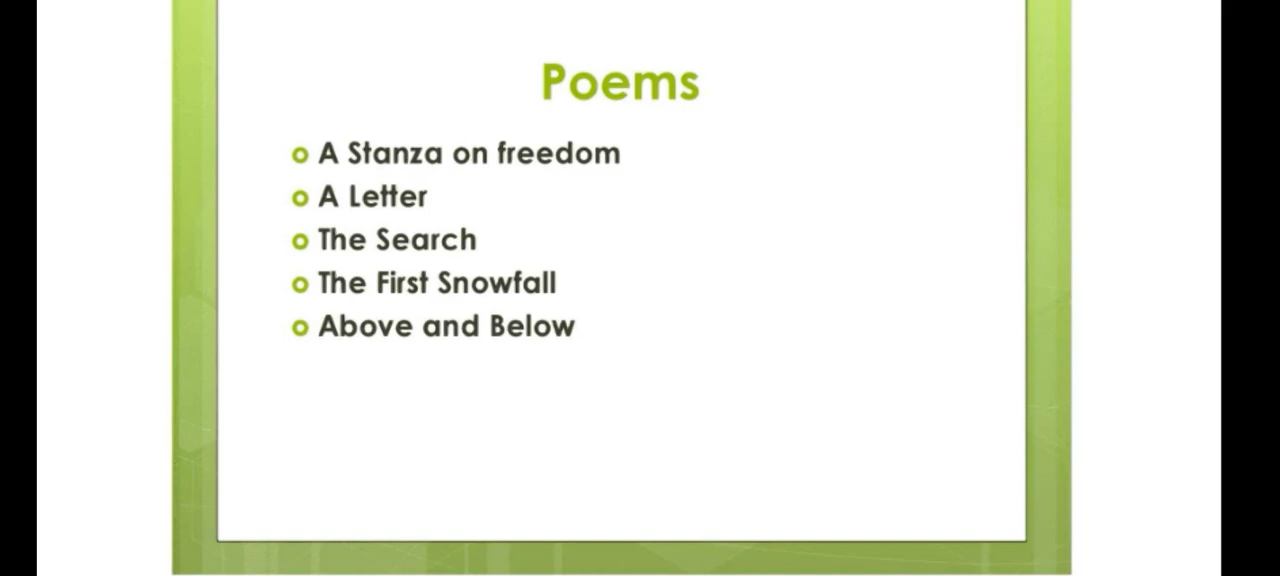 Poems
A Stanza on freedom
A Letter
The Search
The First Snowfall
Above and Below